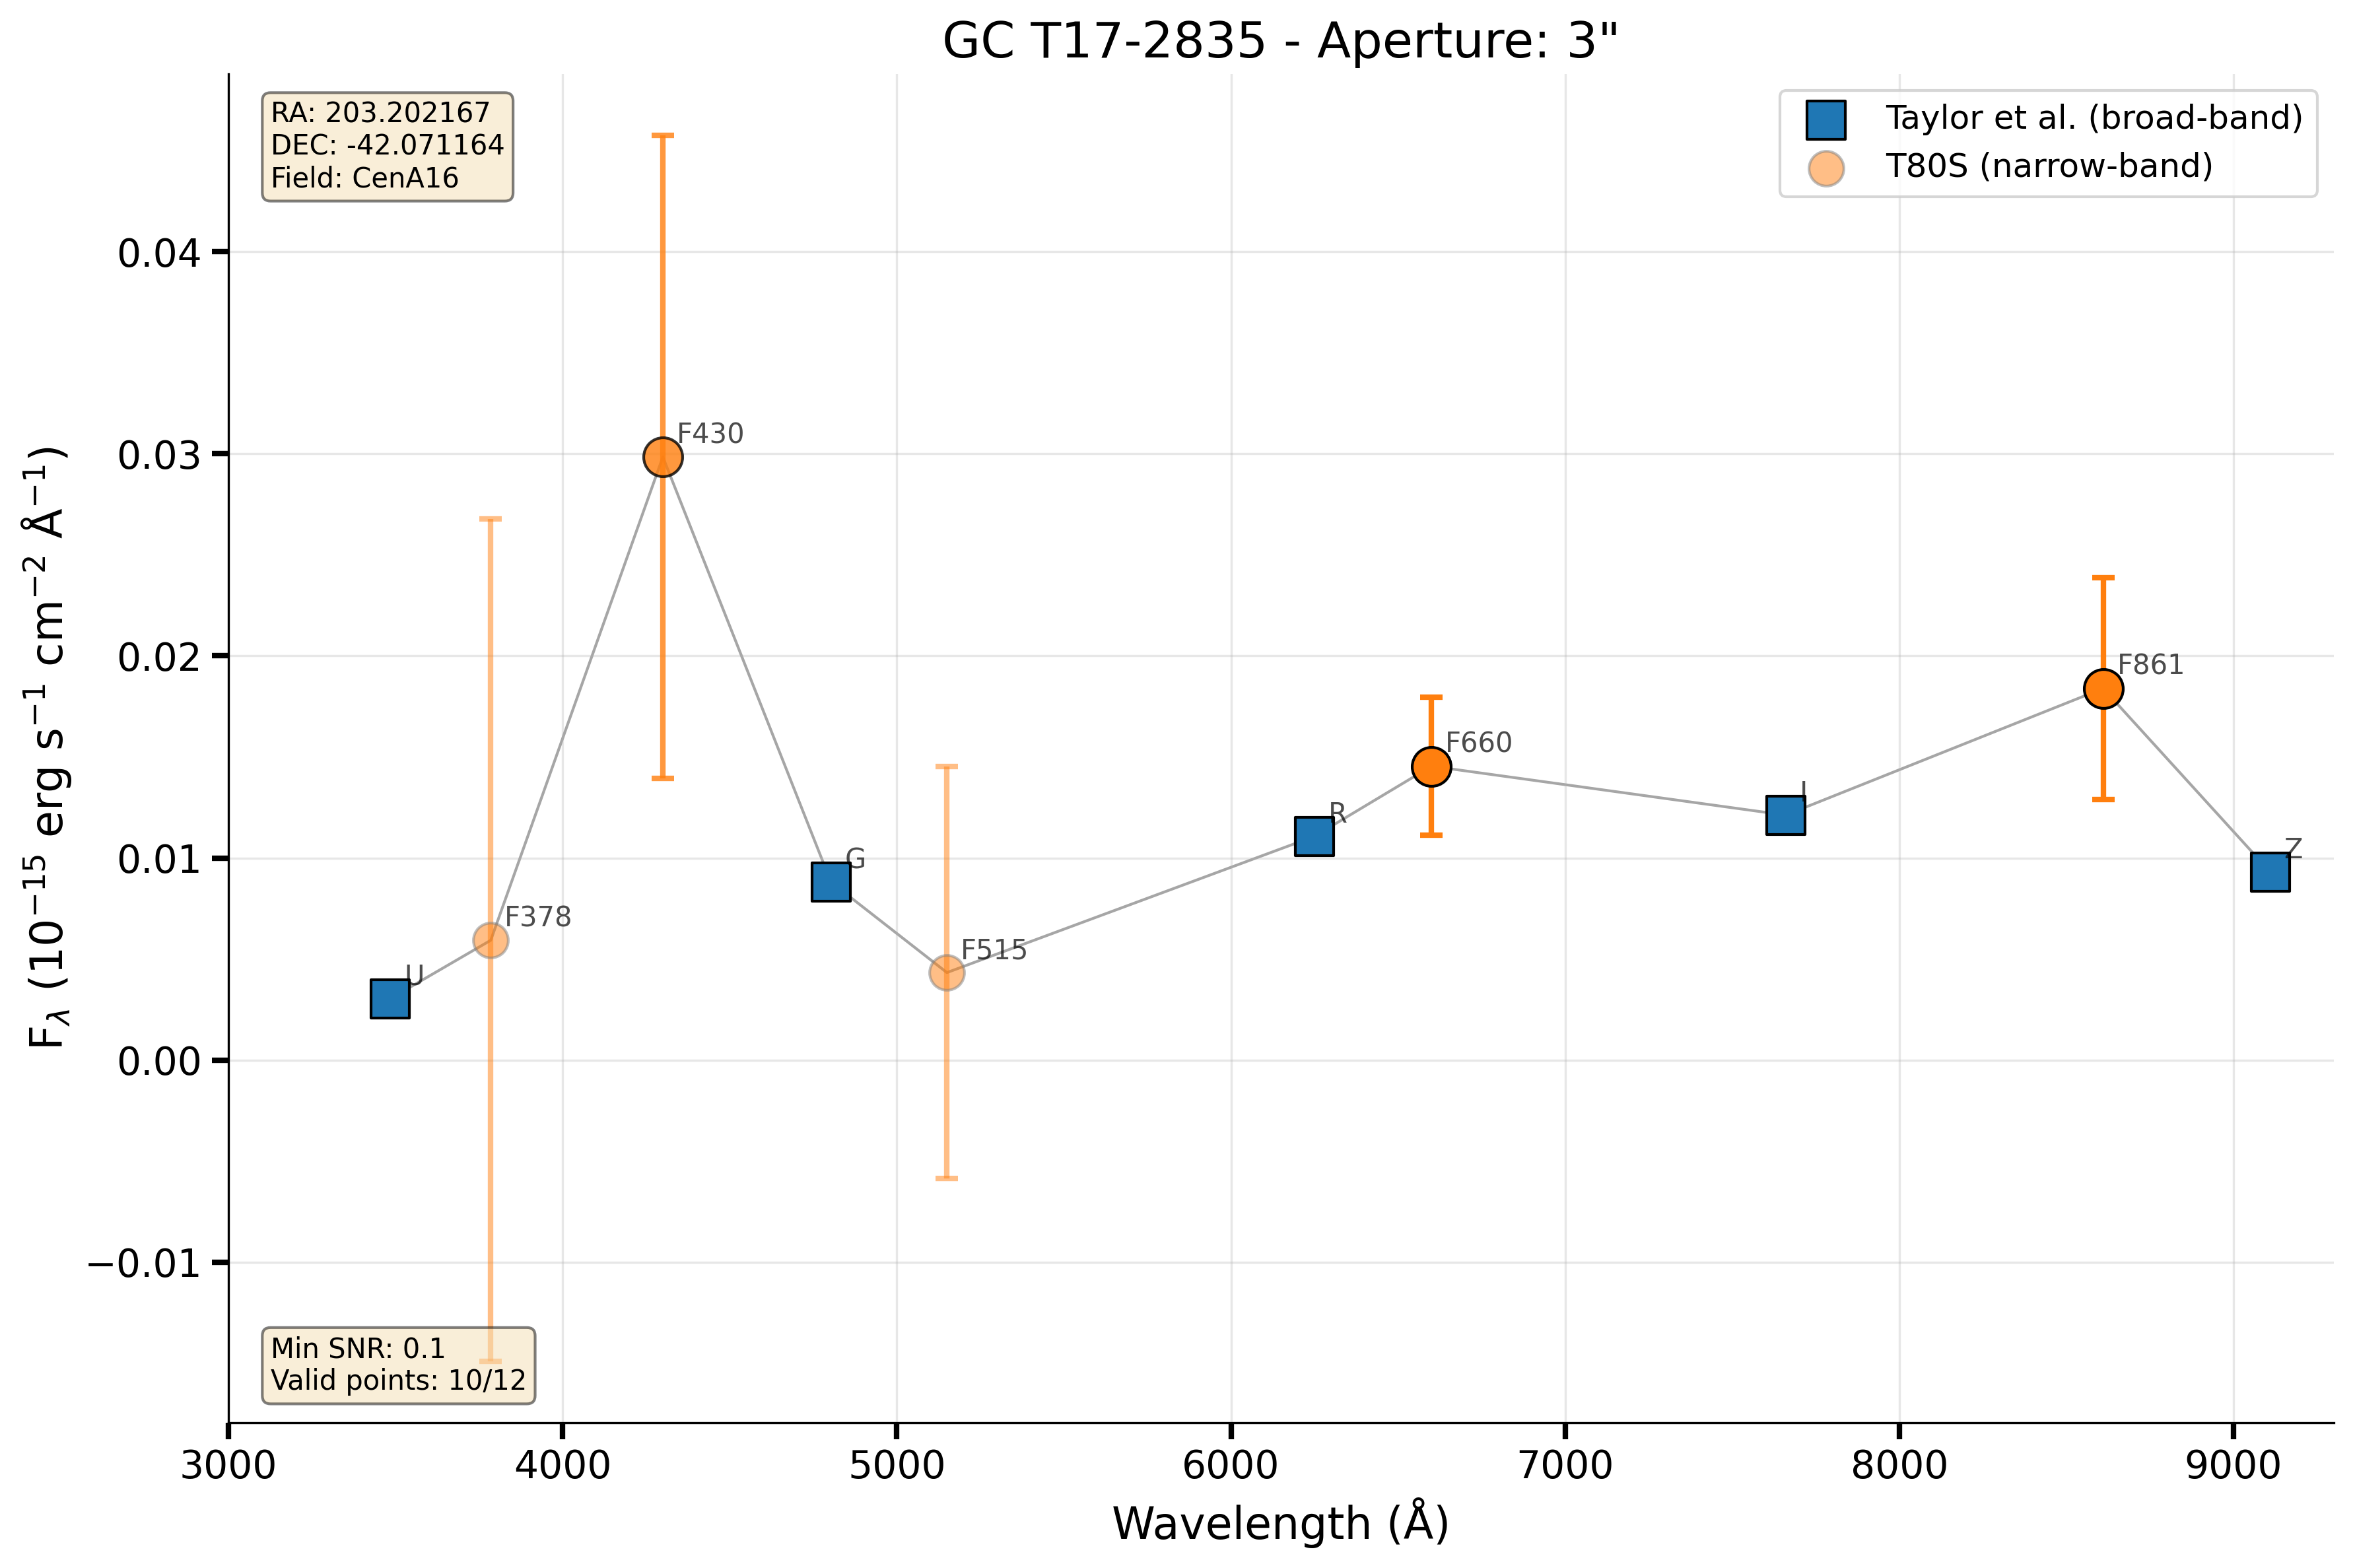 GC T17-2835 - Aperture: 3"
RA: 203.202167
DEC: -42.071164
Field: CenA16
Taylor et al. (broad-band)
T80S (narrow-band)
F_λ (10⁻¹⁵ erg s⁻¹ cm⁻² Å⁻¹)
0.04
0.03
0.02
0.01
0.00
−0.01
U
F378
F430
G
F515
R
F660
I
F861
Z
Min SNR: 0.1
Valid points: 10/12
3000 4000 5000 6000 7000 8000 9000
Wavelength (Å)